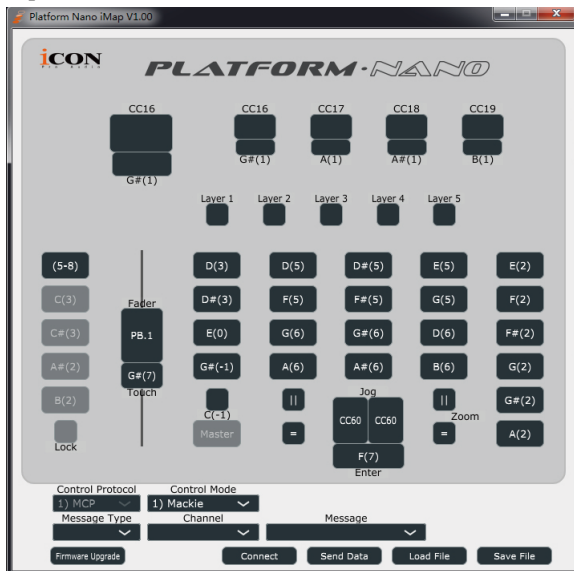 Platform Nano iMap V1.00
icon
PRO AUDIO
PLATFORM·NANO
CC16 CC16 CC17 CC18 CC19
G#(1) A(1) A#(1) B(1)
G#(1)
Layer 1 Layer 2 Layer 3 Layer 4 Layer 5
(5-8) D(3) D(5) D#(5) E(5) E(2)
C(3) Fader D#(3) F(5) F#(5) G(5) F(2)
C#(3) PB.1 E(0) G(6) G#(6) D(6) F#(2)
A#(2) G#(7) G#(-1) A(6) A#(6) B(6) G(2)
Touch Jog
B(2) C(-1) || CC60 CC60 || G#(2)
Zoom
Master = = A(2)
Lock F(7)
Enter
Control Protocol Control Mode
1) MCP 1) Mackie
Message Type Channel Message
Firmware Upgrade Connect Send Data Load File Save File